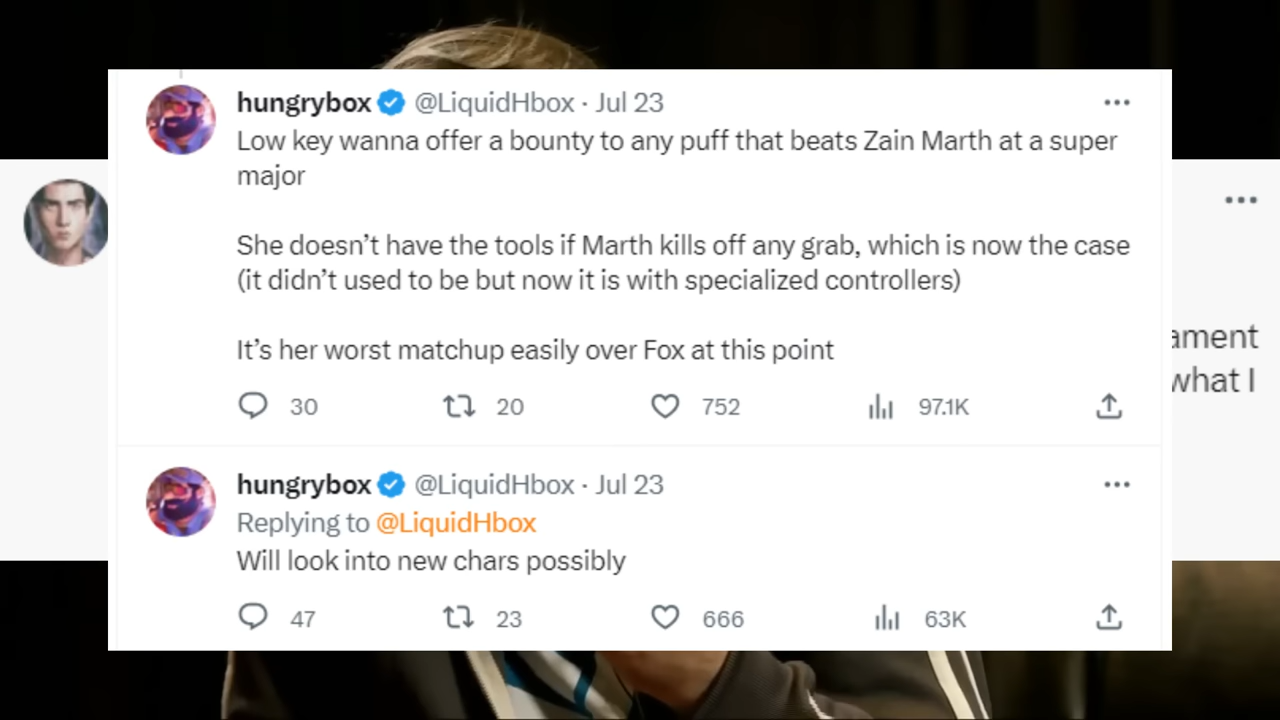 hungrybox @LiquidHbox · Jul 23
Low key wanna offer a bounty to any puff that beats Zain Marth at a super
major
She doesn’t have the tools if Marth kills off any grab, which is now the case
(it didn’t used to be but now it is with specialized controllers)
It’s her worst matchup easily over Fox at this point
30 20 752 97.1K
hungrybox @LiquidHbox · Jul 23
Replying to @LiquidHbox
Will look into new chars possibly
47 23 666 63K
ament
what I